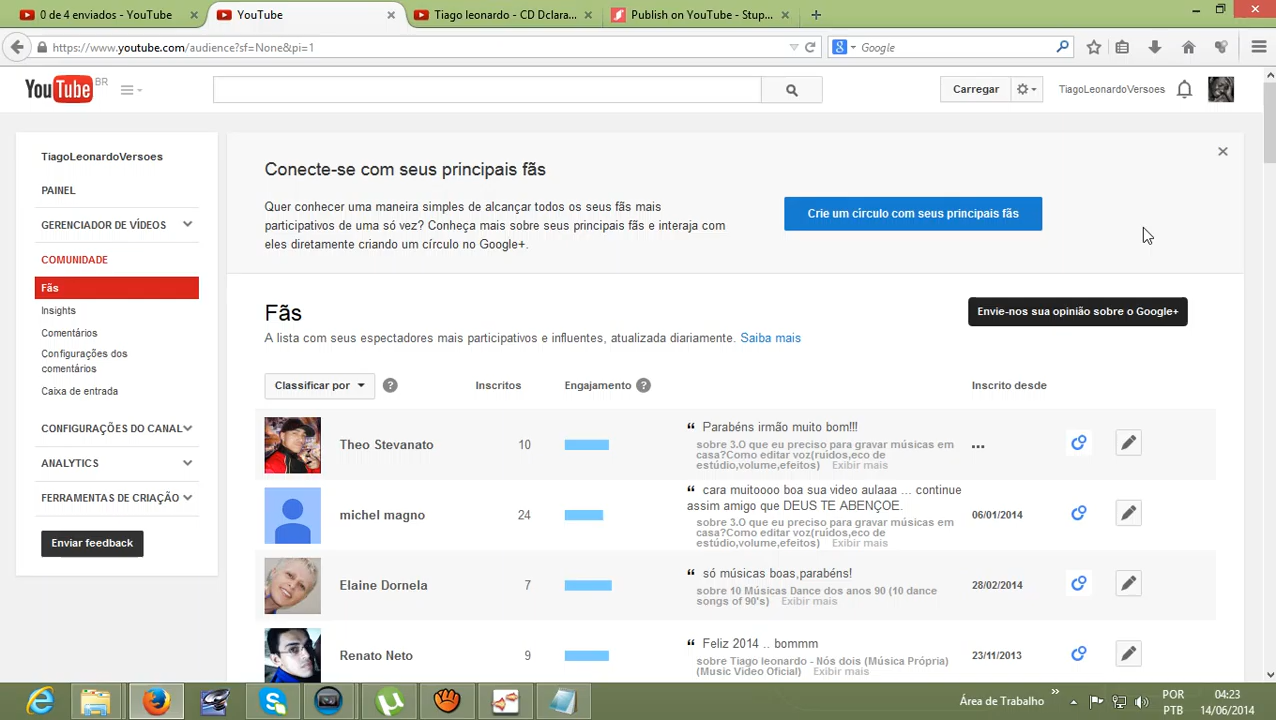 0 de 4 enviados - YouTube
YouTube
Tiago leonardo - CD Dclara...
Publish on YouTube - Stup...
https://www.youtube.com/audience?sf=None&pi=1
Google
YouTube BR
Carregar
TiagoLeonardoVersoes
TiagoLeonardoVersoes
PAINEL
GERENCIADOR DE VÍDEOS
COMUNIDADE
Fãs
Insights
Comentários
Configurações dos
comentários
Caixa de entrada
CONFIGURAÇÕES DO CANAL
ANALYTICS
FERRAMENTAS DE CRIAÇÃO
Enviar feedback
Conecte-se com seus principais fãs
Quer conhecer uma maneira simples de alcançar todos os seus fãs mais
participativos de uma só vez? Conheça mais sobre seus principais fãs e interaja com
eles diretamente criando um círculo no Google+.
Crie um círculo com seus principais fãs
Fãs
Envie-nos sua opinião sobre o Google+
A lista com seus espectadores mais participativos e influentes, atualizada diariamente. Saiba mais
Classificar por ? Inscritos Engajamento ? Inscrito desde
Theo Stevanato 10
“ Parabéns irmão muito bom!!!
sobre 3.O que eu preciso para gravar músicas em
casa?Como editar voz(ruidos,eco de
estúdio,volume,efeitos) Exibir mais
...
michel magno 24
“ cara muitoooo boa sua video aulaaa ... continue
assim amigo que DEUS TE ABENÇOE.
sobre 3.O que eu preciso para gravar músicas em
casa?Como editar voz(ruidos,eco de
estúdio,volume,efeitos) Exibir mais
06/01/2014
Elaine Dornela 7
“ só músicas boas,parabéns!
sobre 10 Músicas Dance dos anos 90 (10 dance
songs of 90's) Exibir mais
28/02/2014
Renato Neto 9
“ Feliz 2014 .. bommm
sobre Tiago leonardo - Nós dois (Música Própria)
(Music Video Oficial) Exibir mais
23/11/2013
Área de Trabalho
POR
PTB
04:23
14/06/2014